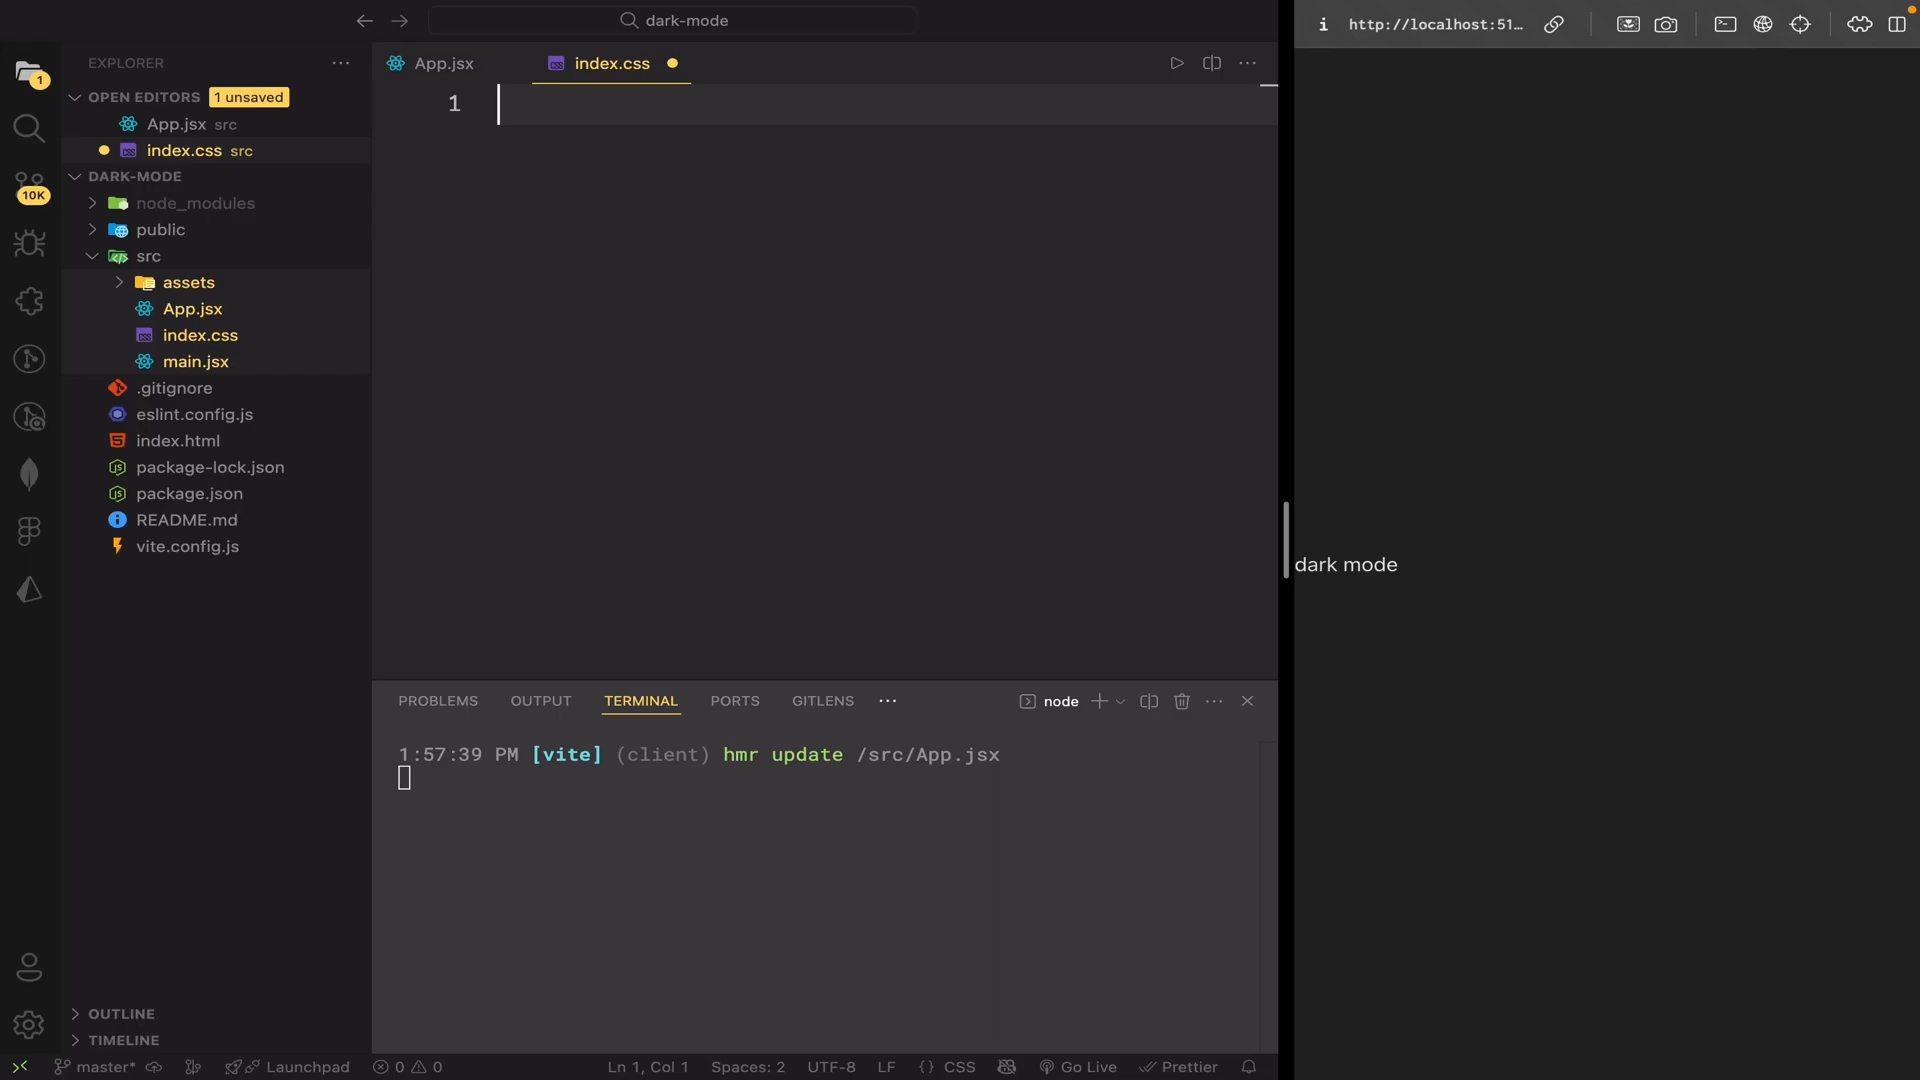 dark-mode
http://localhost:51...
EXPLORER
OPEN EDITORS 1 unsaved
App.jsx src
index.css src
DARK-MODE
node_modules
public
src
assets
App.jsx
index.css
main.jsx
.gitignore
eslint.config.js
index.html
package-lock.json
package.json
README.md
vite.config.js
1
10K
OUTLINE
TIMELINE
App.jsx
index.css
1
PROBLEMS OUTPUT TERMINAL PORTS GITLENS
node
1:57:39 PM [vite] (client) hmr update /src/App.jsx
dark mode
master* Launchpad 0 0 Ln 1, Col 1 Spaces: 2 UTF-8 LF {} CSS Go Live Prettier